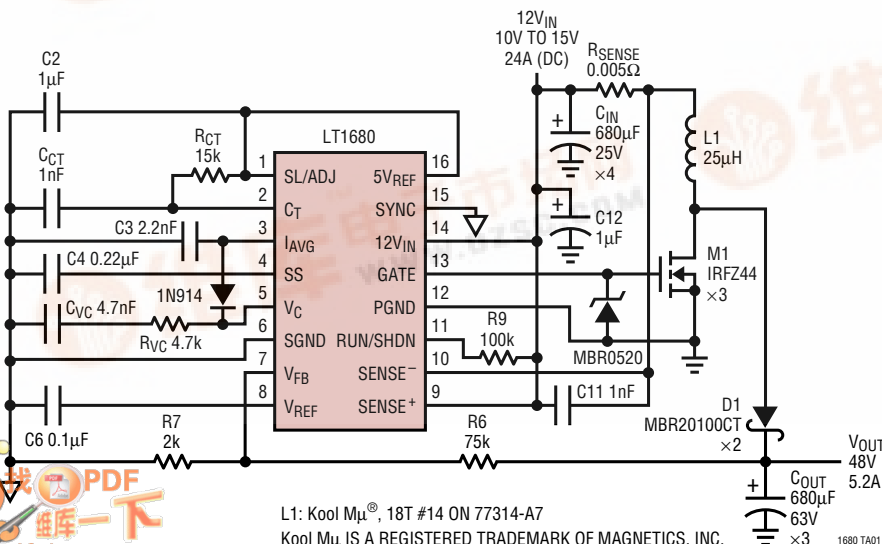 12VIN
10V TO 15V
24A (DC)
RSENSE
0.005Ω
C2
1µF
CIN
680µF
25V
×4
L1
25µH
RCT
15k
LT1680
CCT
1nF
1
SL/ADJ
5VREF
16
2
CT
SYNC
15
C3 2.2nF
3
IAVG
12VIN
14
C12
1µF
C4 0.22µF
4
SS
GATE
13
M1
IRFZ44
×3
1N914
5
VC
PGND
12
CVC 4.7nF
RVC 4.7k
6
SGND
RUN/SHDN
11
R9
100k
MBR0520
7
VFB
SENSE–
10
8
VREF
SENSE+
9
C11 1nF
C6 0.1µF
R7
2k
R6
75k
D1
MBR20100CT
×2
VOUT
48V
5.2A
COUT
680µF
63V
×3
L1: Kool Mµ®, 18T #14 ON 77314-A7
Kool Mµ IS A REGISTERED TRADEMARK OF MAGNETICS, INC.
1680 TA01
找
PDF
维库一下